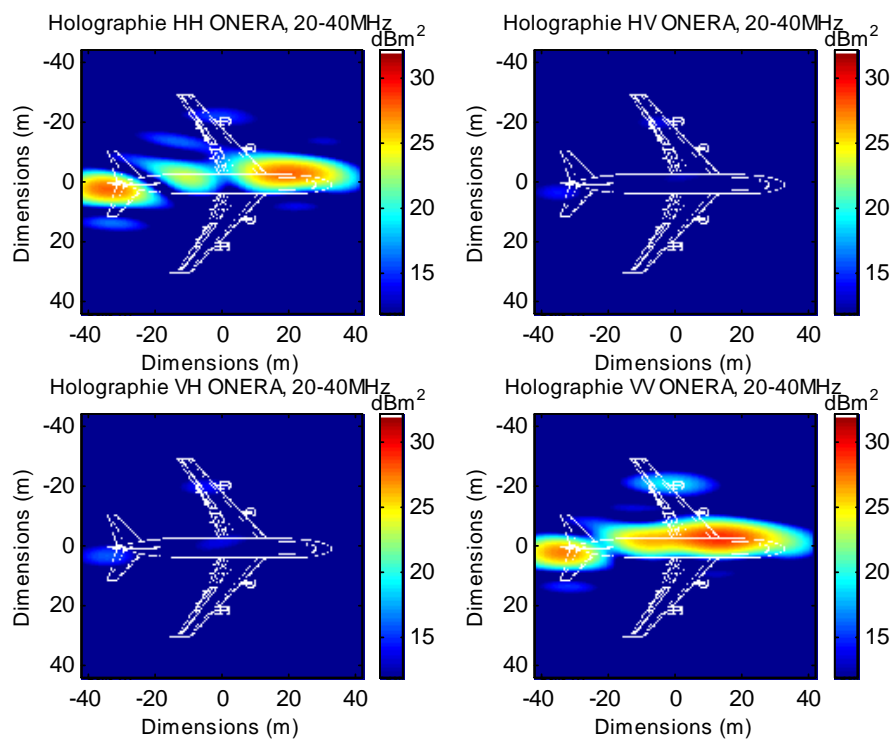 Holographie HH ONERA, 20-40MHz
dBm2
-40
-20
0
20
40
Dimensions (m)
-40 -20 0 20 40
Dimensions (m)
30
25
20
15
Holographie HV ONERA, 20-40MHz
dBm2
-40
-20
0
20
40
Dimensions (m)
-40 -20 0 20 40
Dimensions (m)
30
25
20
15
Holographie VH ONERA, 20-40MHz
dBm2
-40
-20
0
20
40
Dimensions (m)
-40 -20 0 20 40
Dimensions (m)
30
25
20
15
Holographie VV ONERA, 20-40MHz
dBm2
-40
-20
0
20
40
Dimensions (m)
-40 -20 0 20 40
Dimensions (m)
30
25
20
15